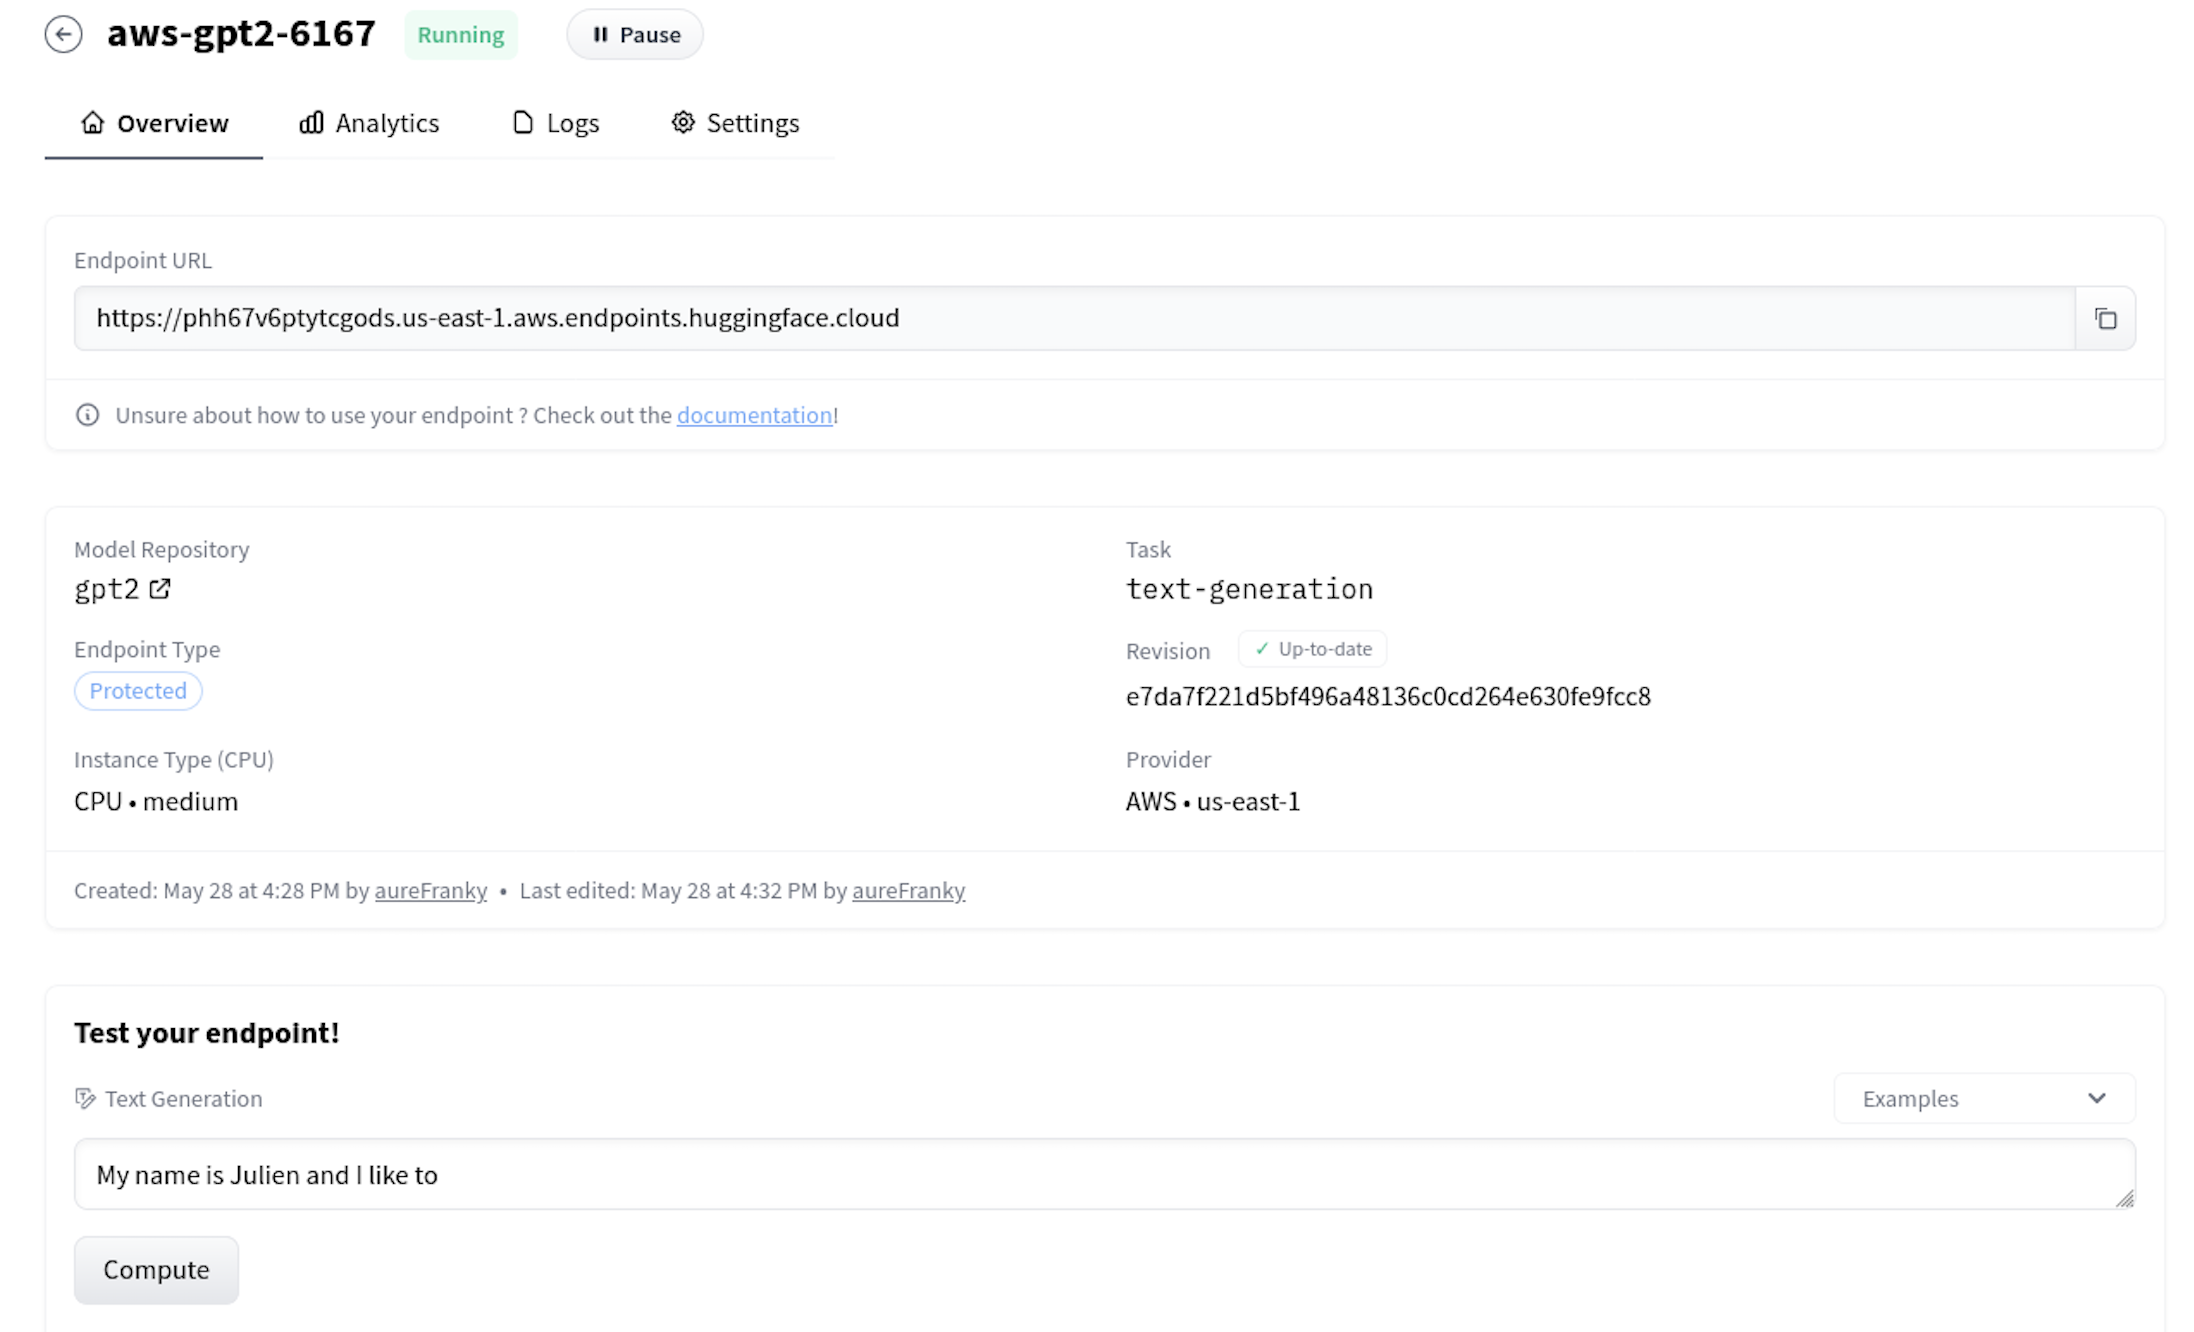 aws-gpt2-6167 Running Pause
Overview Analytics Logs Settings
Endpoint URL
https://phh67v6ptytcgods.us-east-1.aws.endpoints.huggingface.cloud
Unsure about how to use your endpoint ? Check out the documentation!
Model Repository
gpt2
Task
text-generation
Endpoint Type
Protected
Revision ✓ Up-to-date
e7da7f221d5bf496a48136c0cd264e630fe9fcc8
Instance Type (CPU)
CPU • medium
Provider
AWS • us-east-1
Created: May 28 at 4:28 PM by aureFranky • Last edited: May 28 at 4:32 PM by aureFranky
Test your endpoint!
Text Generation
Examples
My name is Julien and I like to
Compute